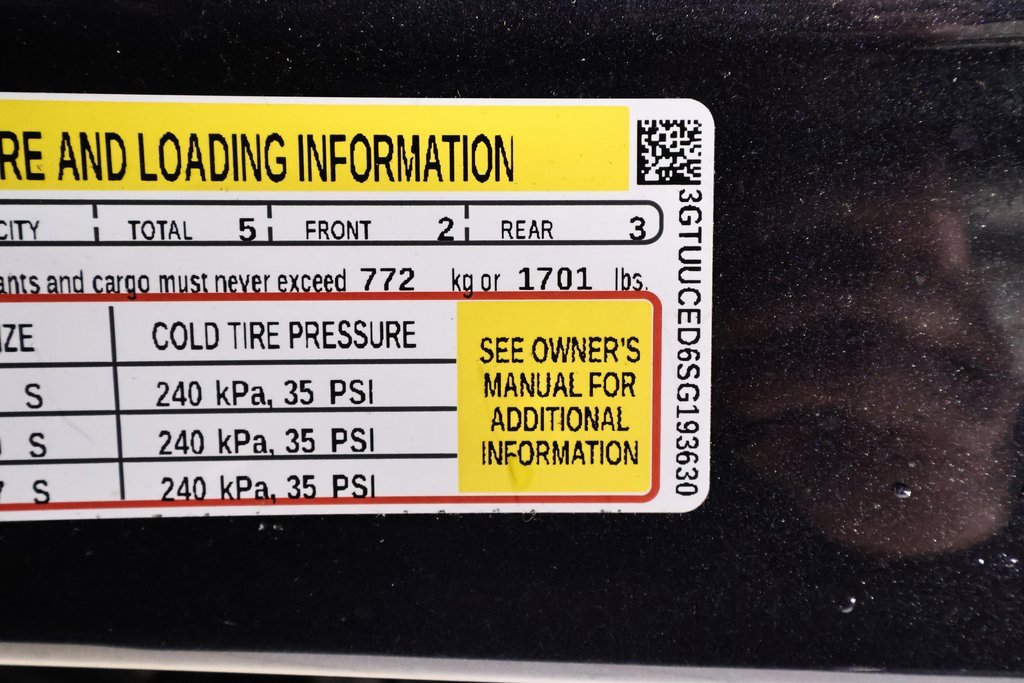 RE AND LOADING INFORMATION
CITY TOTAL 5 FRONT 2 REAR 3
ants and cargo must never exceed 772 kg or 1701 lbs.
IZE COLD TIRE PRESSURE
S 240 kPa, 35 PSI
S 240 kPa, 35 PSI
S 240 kPa, 35 PSI
SEE OWNER'S
MANUAL FOR
ADDITIONAL
INFORMATION
3GTUUCED6SG193630